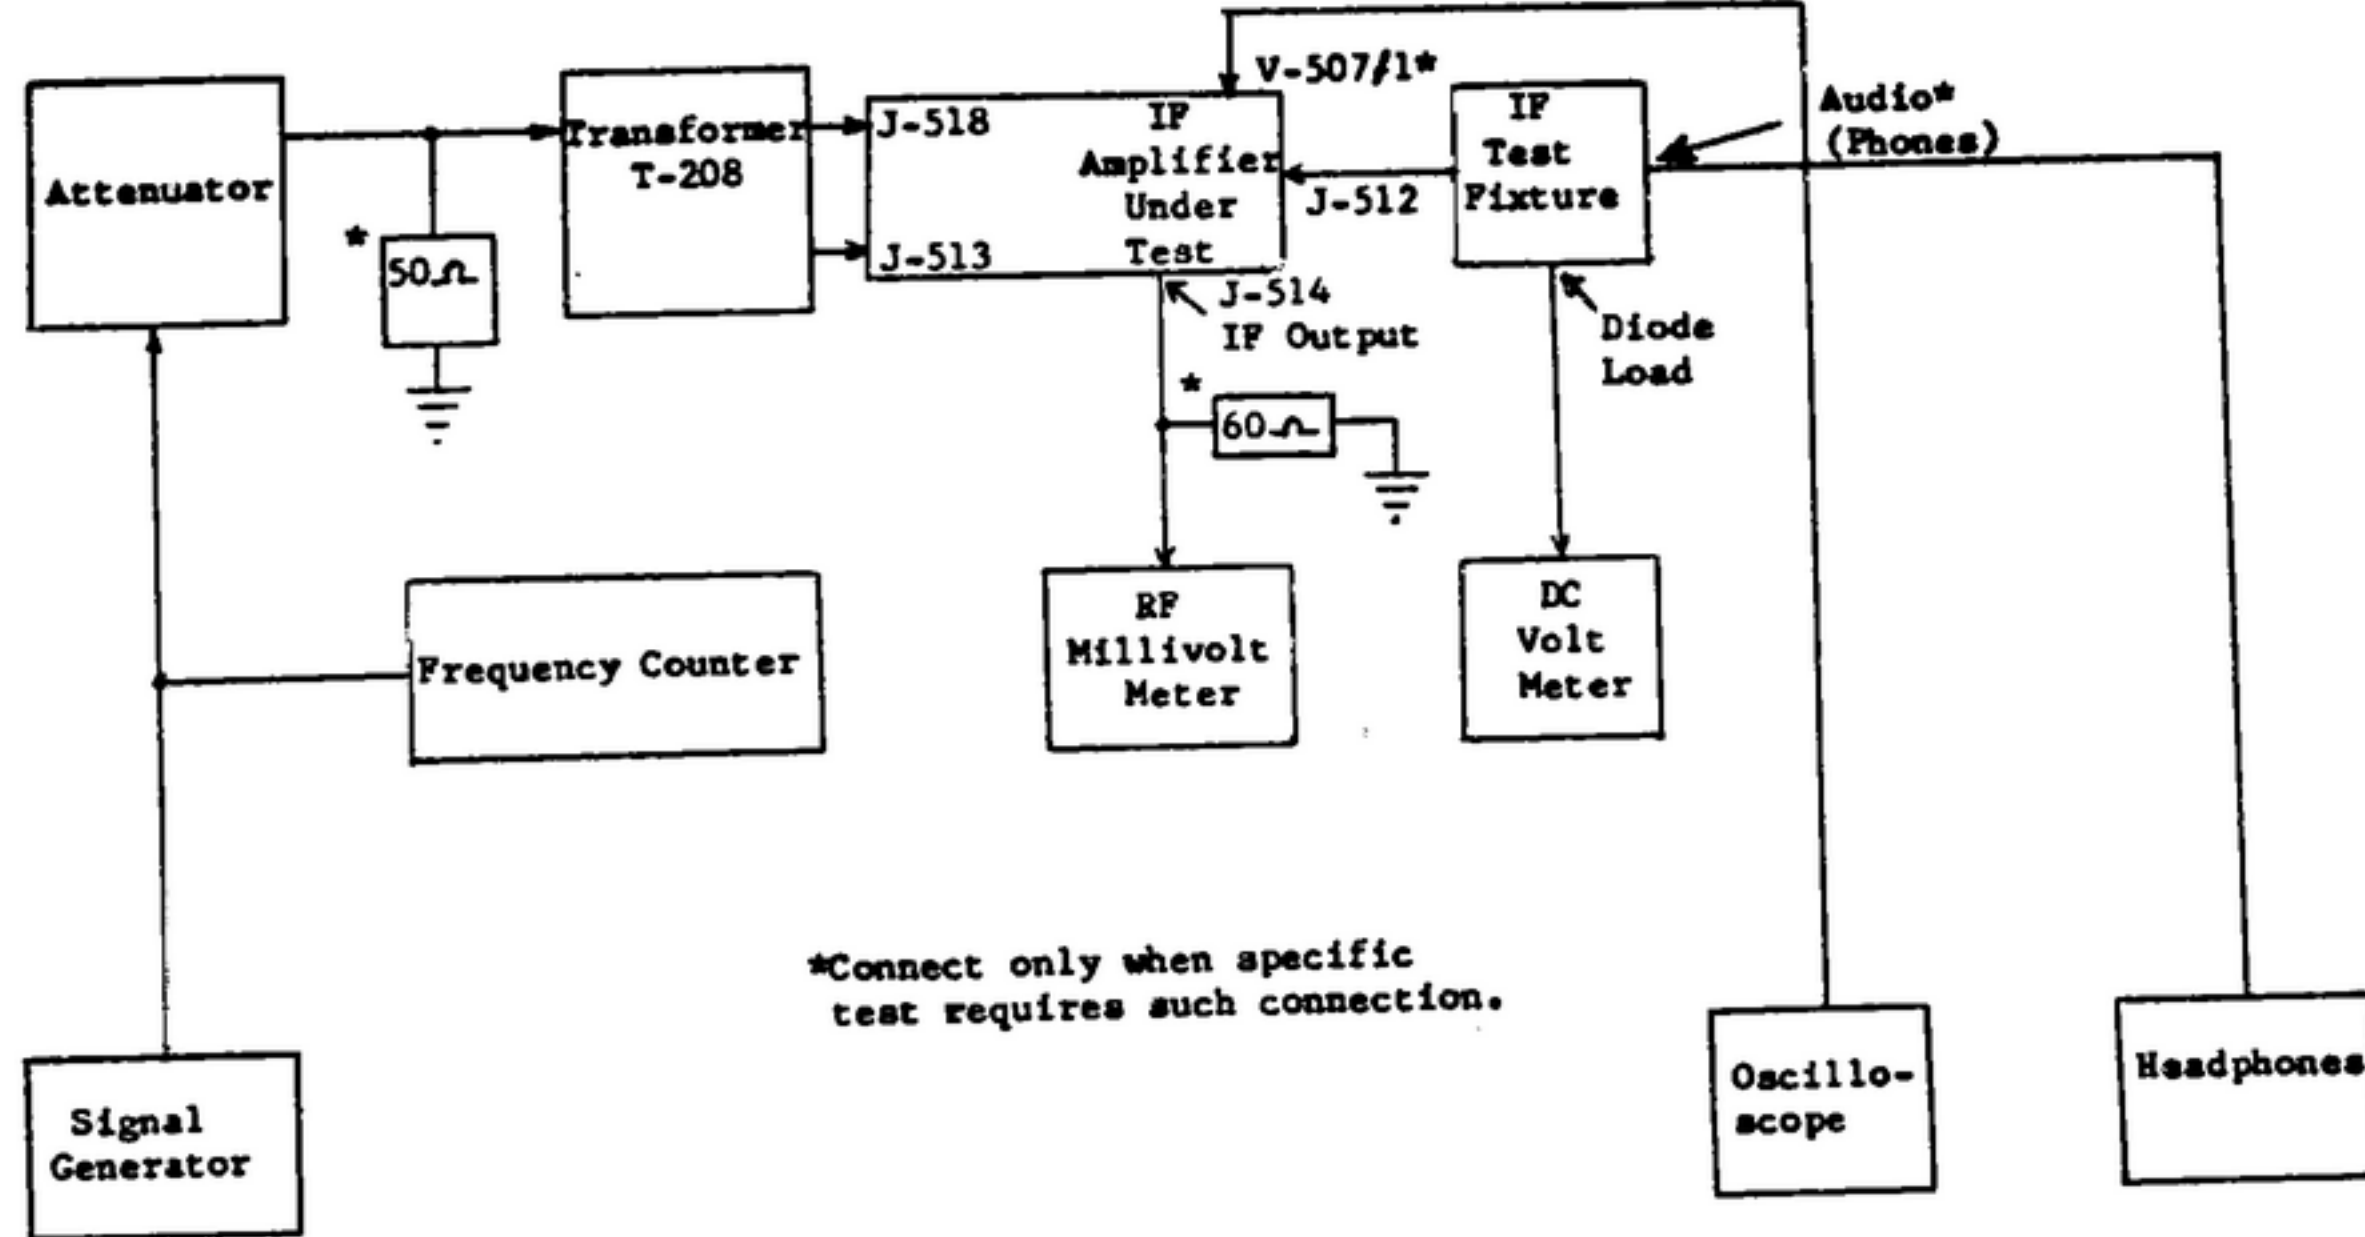 Attenuator
*
50Ω
Transformer
T-208
V-507/1*
J-518
IF
Amplifier
Under
Test
J-513
J-512
IF
Test
Fixture
Audio*
(Phones)
J-514
IF Output
Diode
Load
*
60Ω
Frequency Counter
RF
Millivolt
Meter
DC
Volt
Meter
*Connect only when specific
test requires such connection.
Signal
Generator
Oscillo-
scope
Headphones